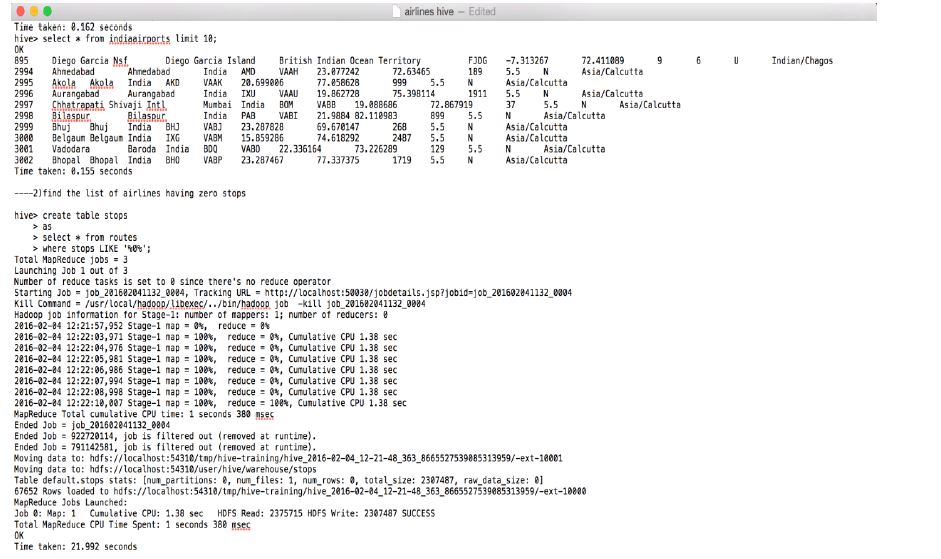 airlines hive — Edited
Time taken: 0.162 seconds
hive> select * from indiaairports limit 10;
OK
895 Diego Garcia Nsf Diego Garcia Island British Indian Ocean Territory FJDG -7.313267 72.411089 9 6 U Indian/Chagos
2994 Ahmedabad Ahmedabad India AMD VAAH 23.077242 72.63465 189 5.5 N Asia/Calcutta
2995 Akola Akola India AKD VAAK 20.699006 77.058628 999 5.5 N Asia/Calcutta
2996 Aurangabad Aurangabad India IXU VAAU 19.862728 75.398114 1911 5.5 N Asia/Calcutta
2997 Chhatrapati Shivaji Intl Mumbai India BOM VABB 19.088686 72.867919 37 5.5 N Asia/Calcutta
2998 Bilaspur Bilaspur India PAB VABI 21.9884 82.110983 899 5.5 N Asia/Calcutta
2999 Bhuj Bhuj India BHJ VABJ 23.287828 69.670147 268 5.5 N Asia/Calcutta
3000 Belgaum Belgaum India IXG VABM 15.859286 74.618292 2487 5.5 N Asia/Calcutta
3001 Vadodara Baroda India BDQ VABO 22.336164 73.226289 129 5.5 N Asia/Calcutta
3002 Bhopal Bhopal India BHO VABP 23.287467 77.337375 1719 5.5 N Asia/Calcutta
Time taken: 0.155 seconds
----2)find the list of airlines having zero stops
hive> create table stops
> as
> select * from routes
> where stops LIKE '%0%';
Total MapReduce jobs = 3
Launching Job 1 out of 3
Number of reduce tasks is set to 0 since there's no reduce operator
Starting Job = job_201602041132_0004, Tracking URL = http://localhost:50030/jobdetails.jsp?jobid=job_201602041132_0004
Kill Command = /usr/local/hadoop/libexec/../bin/hadoop job -kill job_201602041132_0004
Hadoop job information for Stage-1: number of mappers: 1; number of reducers: 0
2016-02-04 12:21:57,952 Stage-1 map = 0%, reduce = 0%
2016-02-04 12:22:03,971 Stage-1 map = 100%, reduce = 0%, Cumulative CPU 1.38 sec
2016-02-04 12:22:04,976 Stage-1 map = 100%, reduce = 0%, Cumulative CPU 1.38 sec
2016-02-04 12:22:05,981 Stage-1 map = 100%, reduce = 0%, Cumulative CPU 1.38 sec
2016-02-04 12:22:06,986 Stage-1 map = 100%, reduce = 0%, Cumulative CPU 1.38 sec
2016-02-04 12:22:07,994 Stage-1 map = 100%, reduce = 0%, Cumulative CPU 1.38 sec
2016-02-04 12:22:08,998 Stage-1 map = 100%, reduce = 0%, Cumulative CPU 1.38 sec
2016-02-04 12:22:10,007 Stage-1 map = 100%, reduce = 100%, Cumulative CPU 1.38 sec
MapReduce Total cumulative CPU time: 1 seconds 380 msec
Ended Job = job_201602041132_0004
Ended Job = 922720114, job is filtered out (removed at runtime).
Ended Job = 791142581, job is filtered out (removed at runtime).
Moving data to: hdfs://localhost:54310/tmp/hive-training/hive_2016-02-04_12-21-48_363_8665527539085313959/-ext-10001
Moving data to: hdfs://localhost:54310/user/hive/warehouse/stops
Table default.stops stats: [num_partitions: 0, num_files: 1, num_rows: 0, total_size: 2307487, raw_data_size: 0]
67652 Rows loaded to hdfs://localhost:54310/tmp/hive-training/hive_2016-02-04_12-21-48_363_8665527539085313959/-ext-10000
MapReduce Jobs Launched:
Job 0: Map: 1 Cumulative CPU: 1.38 sec HDFS Read: 2375715 HDFS Write: 2307487 SUCCESS
Total MapReduce CPU Time Spent: 1 seconds 380 msec
OK
Time taken: 21.992 seconds